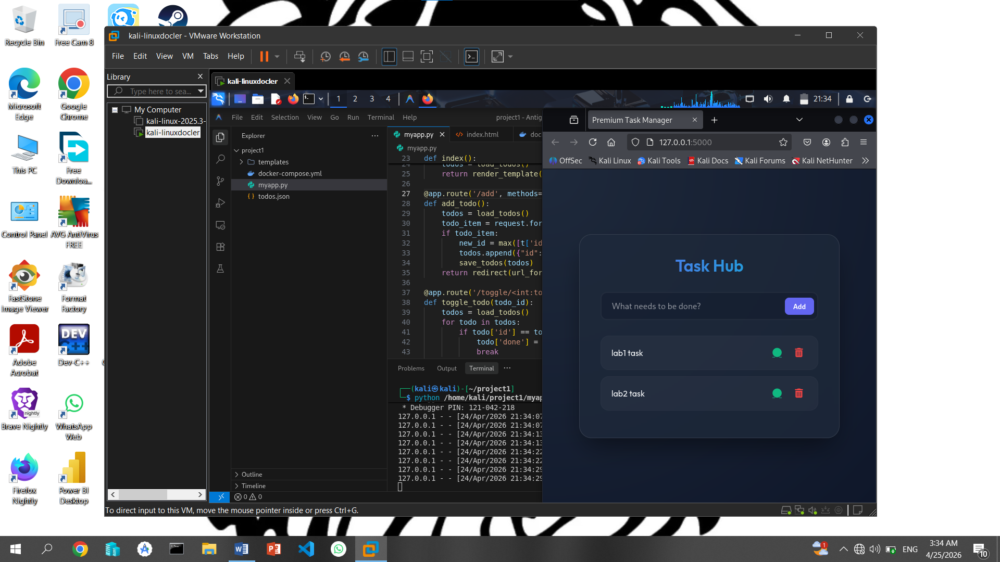 Recycle Bin
Free Cam 8
Microsoft
Edge
Google
Chrome
This PC
Free
Downloa...
Control Panel
AVG AntiVirus
FREE
FastStone
Image Viewer
Format
Factory
Adobe
Acrobat
DEV
C++
Dev-C++
nightly
Brave Nightly
WhatsApp
Web
Firefox
Nightly
Power BI
Desktop
kali-linuxdocler - VMware Workstation
File Edit View VM Tabs Help
Library
Type here to sea...
My Computer
kali-linux-2025.3-
kali-linuxdocler
kali-linuxdocler
1 2 3 4
21:34
File Edit Selection View Go Run Terminal Help
project1 - Antig
Explorer
project1
templates
docker-compose.yml
myapp.py
todos.json
Outline
Timeline
myapp.py
index.html
doc
myapp.py
23 def index():
24 todos = load_todos()
25 return render_template(
26
27 @app.route('/add', methods=
28 def add_todo():
29 todos = load_todos()
30 todo_item = request.for
31 if todo_item:
32 new_id = max([t['id
33 todos.append({"id":
34 save_todos(todos)
35 return redirect(url_for
36
37 @app.route('/toggle/<int:to
38 def toggle_todo(todo_id):
39 todos = load_todos()
40 for todo in todos:
41 if todo['id'] == to
42 todo['done'] =
43 break
Problems Output Terminal
(kali㉿kali)-[~/project1]
$ python /home/kali/project1/myap
* Debugger PIN: 121-042-218
127.0.0.1 - - [24/Apr/2026 21:34:07
127.0.0.1 - - [24/Apr/2026 21:34:07
127.0.0.1 - - [24/Apr/2026 21:34:13
127.0.0.1 - - [24/Apr/2026 21:34:13
127.0.0.1 - - [24/Apr/2026 21:34:22
127.0.0.1 - - [24/Apr/2026 21:34:22
127.0.0.1 - - [24/Apr/2026 21:34:29
127.0.0.1 - - [24/Apr/2026 21:34:29
0 0
Premium Task Manager
127.0.0.1:5000
OffSec Kali Linux Kali Tools Kali Docs Kali Forums Kali NetHunter
Task Hub
What needs to be done?
Add
lab1 task
lab2 task
To direct input to this VM, move the mouse pointer inside or press Ctrl+G.
1
ENG
3:34 AM
4/25/2026
10